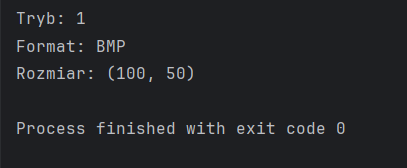 Tryb: 1
Format: BMP
Rozmiar: (100, 50)
Process finished with exit code 0